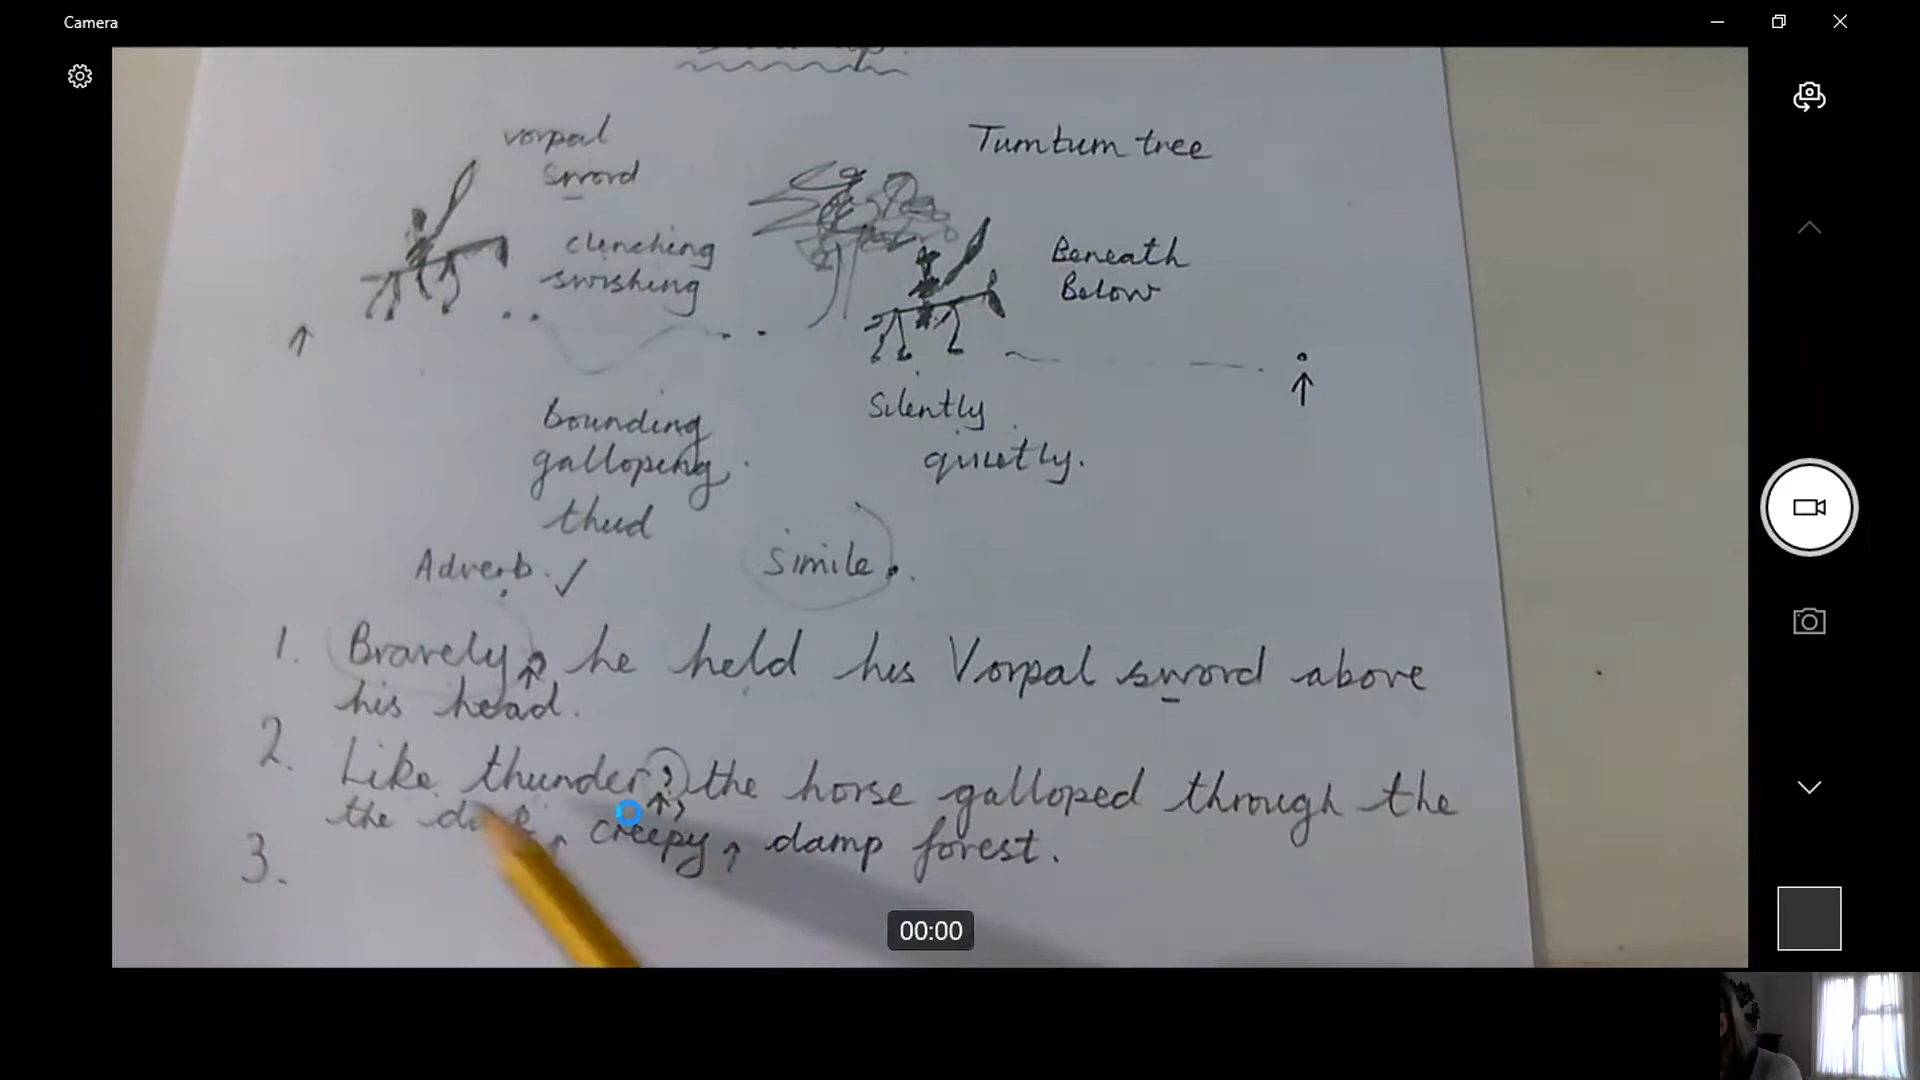 Camera
vorpal
sword
Tumtum tree
clenching
swishing
Beneath
Below
bounding
galloping
thud
Silently
quietly.
Adverb. ✓
Simile.
1. Bravely, he held his Vorpal sword above
his head.
2. Like thunder, the horse galloped through the
the creepy, damp forest.
3.
00:00